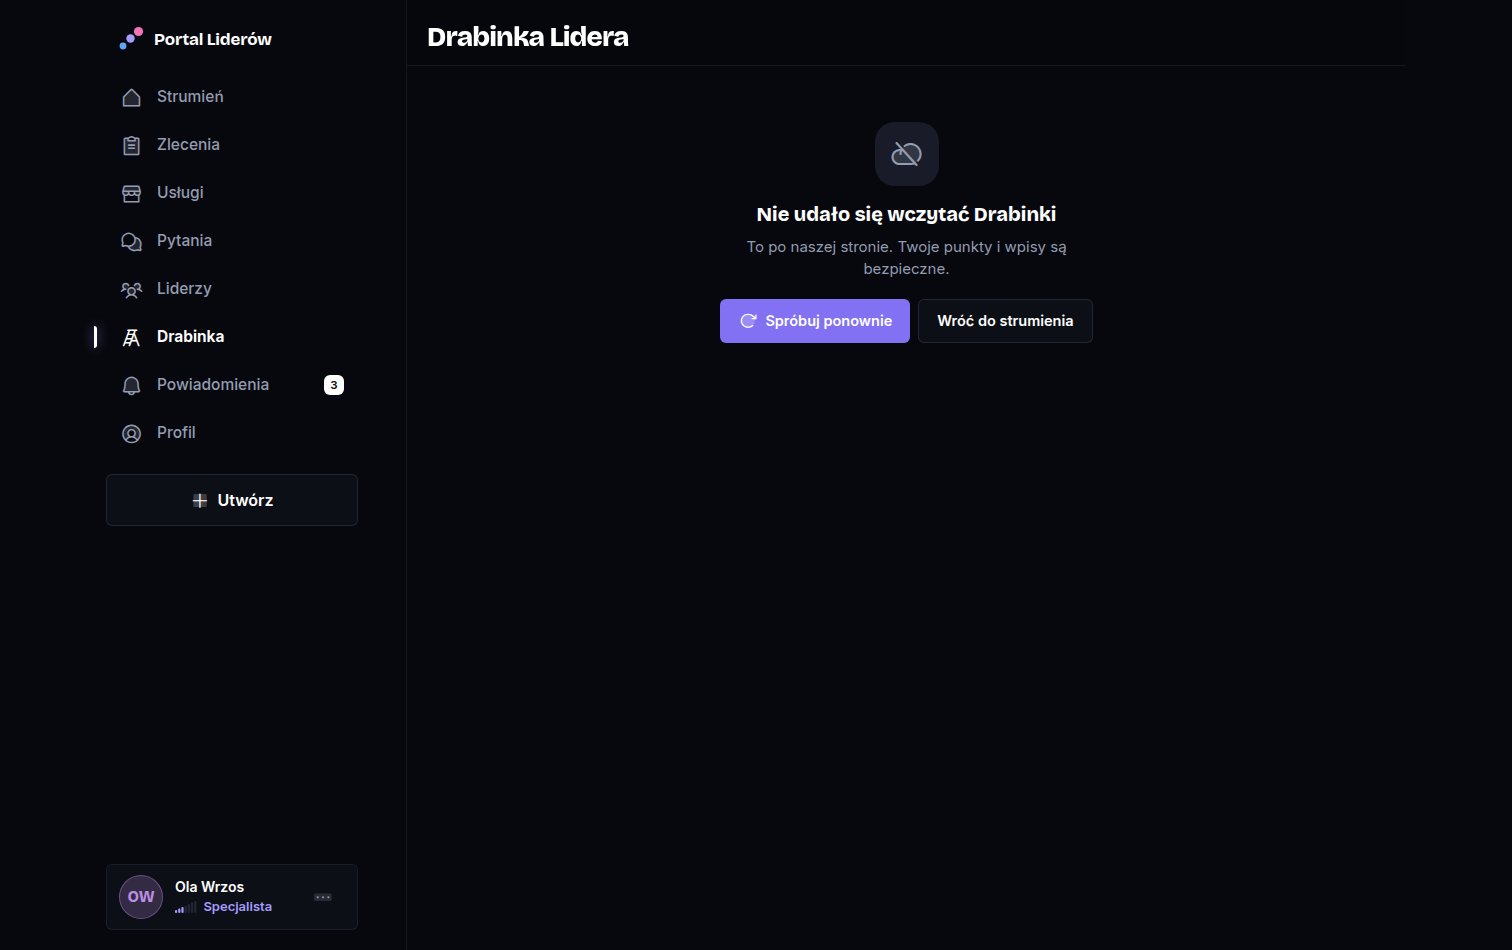 Portal Liderów
Strumień
Zlecenia
Usługi
Pytania
Liderzy
Drabinka
Powiadomienia 3
Profil
Utwórz
OW
Ola Wrzos
Specjalista
Drabinka Lidera
Nie udało się wczytać Drabinki
To po naszej stronie. Twoje punkty i wpisy są
bezpieczne.
Spróbuj ponownie
Wróć do strumienia